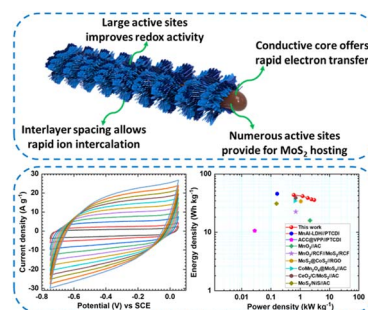 Large active sites
improves redox activity
Conductive core offers
rapid electron transfer
Interlayer spacing allows
rapid ion intercalation
Numerous active sites
provide for MoS₂ hosting
Current density (A g⁻¹)
30
20
10
0
-10
-20
-30
-0.8
-0.6
-0.4
-0.2
0.0
Potential (V) vs SCE
Energy density (Wh kg⁻¹)
100
10
1
This work
MnAl-LDH//PTCDI
ACC@VPP//PTCDI
MnO₂//AC
MnO₂/RCF//MoS₂/RCF
MoS₂@CoS₂//RGO
CoMn₂O₄@MoS₂//AC
CeO₂/C/MoS₂//AC
MoS₂/Ni/S//AC
0.01
0.1
1
10
Power density (kW kg⁻¹)